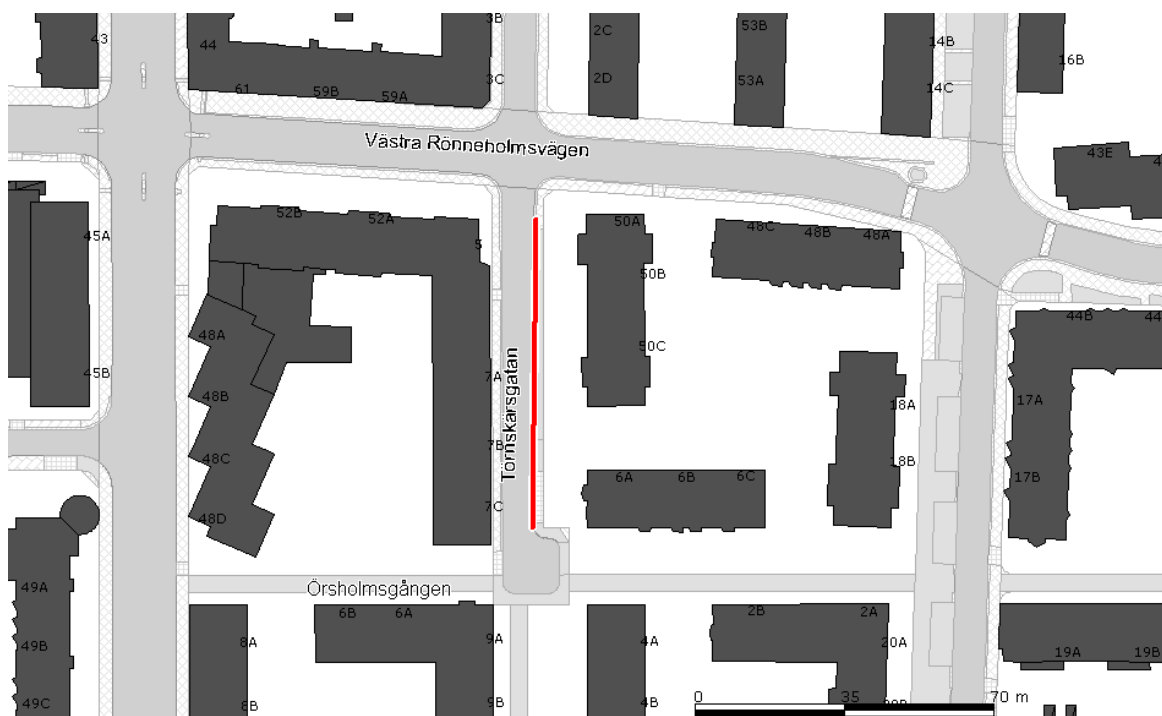 3B
2C
53B
14B
43
44
16B
3C
2D
53A
14C
61
59B
59A
Västra Rönneholmsvägen
43E
4
45A
52B
52A
5
50A
48C
48B
48A
50B
44B
44
48A
50C
45B
7A
48B
18A
17A
Törnskärsgatan
7B
48C
18B
6A
6B
6C
17B
7C
48D
49A
Örsholmsgången
6B
6A
2B
2A
49B
8A
9A
4A
20A
19A
19B
49C
8B
9B
4B
0
35
70 m